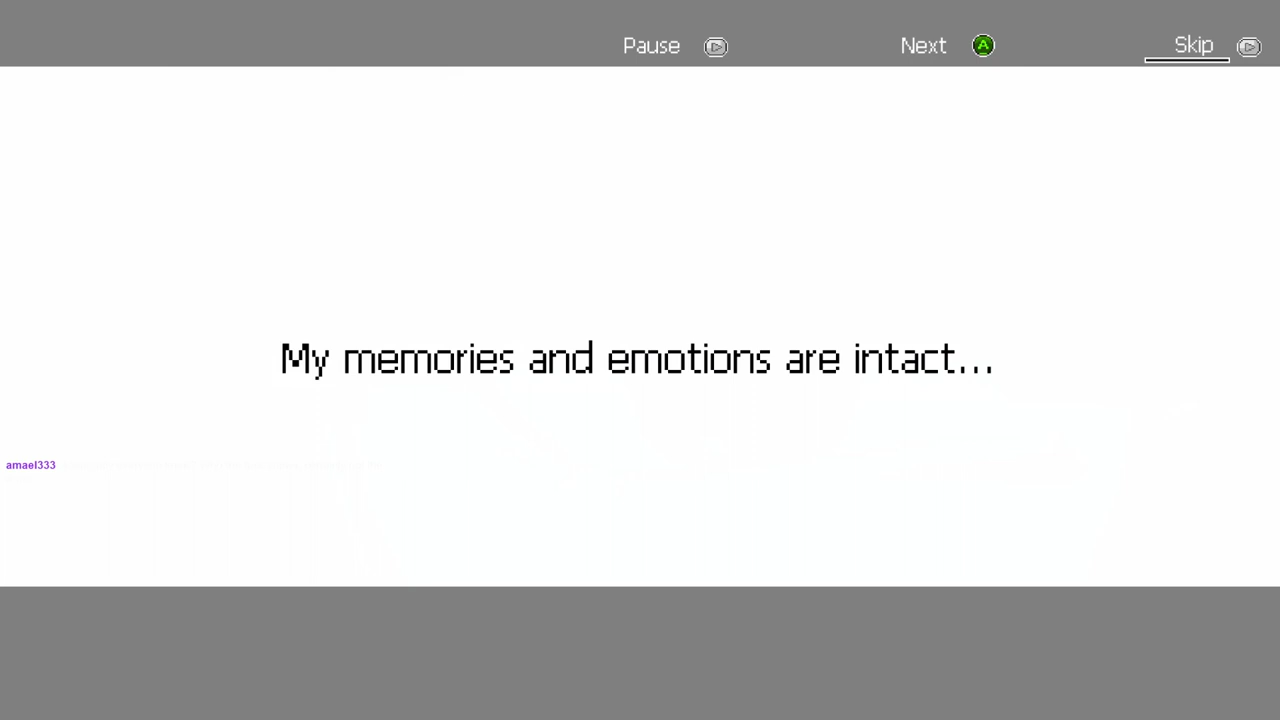 Pause
Next
A
Skip
My memories and emotions are intact...
amael333